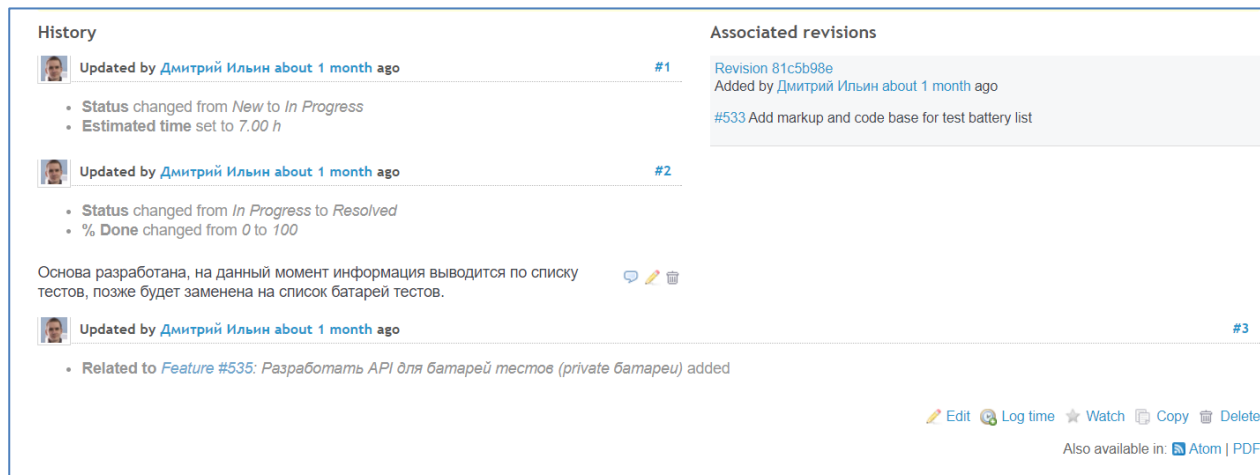 History
Updated by Дмитрий Ильин about 1 month ago #1
Status changed from New to In Progress
Estimated time set to 7.00 h
Updated by Дмитрий Ильин about 1 month ago #2
Status changed from In Progress to Resolved
% Done changed from 0 to 100
Основа разработана, на данный момент информация выводится по списку
тестов, позже будет заменена на список батарей тестов.
Associated revisions
Revision 81c5b98e
Added by Дмитрий Ильин about 1 month ago
#533 Add markup and code base for test battery list
Updated by Дмитрий Ильин about 1 month ago #3
Related to Feature #535: Разработать API для батарей тестов (private батареи) added
Edit Log time Watch Copy Delete
Also available in: Atom | PDF